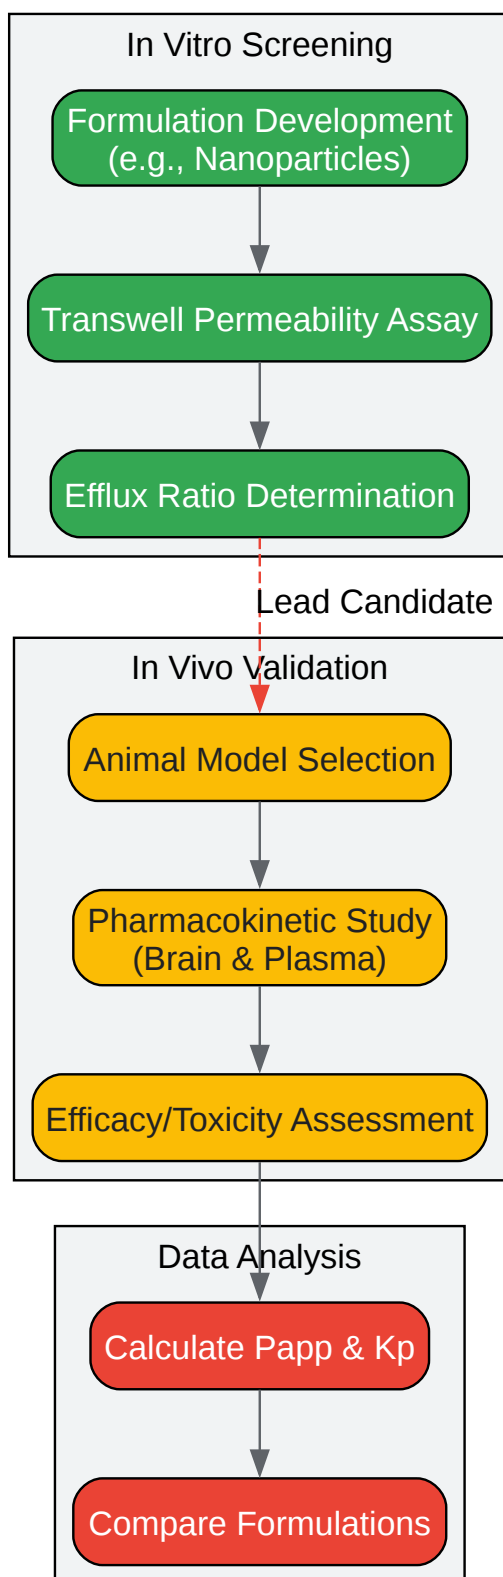 In Vitro Screening
Formulation Development
(e.g., Nanoparticles)
Transwell Permeability Assay
Efflux Ratio Determination
Lead Candidate
In Vivo Validation
Animal Model Selection
Pharmacokinetic Study
(Brain & Plasma)
Efficacy/Toxicity Assessment
Data Analysis
Calculate Papp & Kp
Compare Formulations